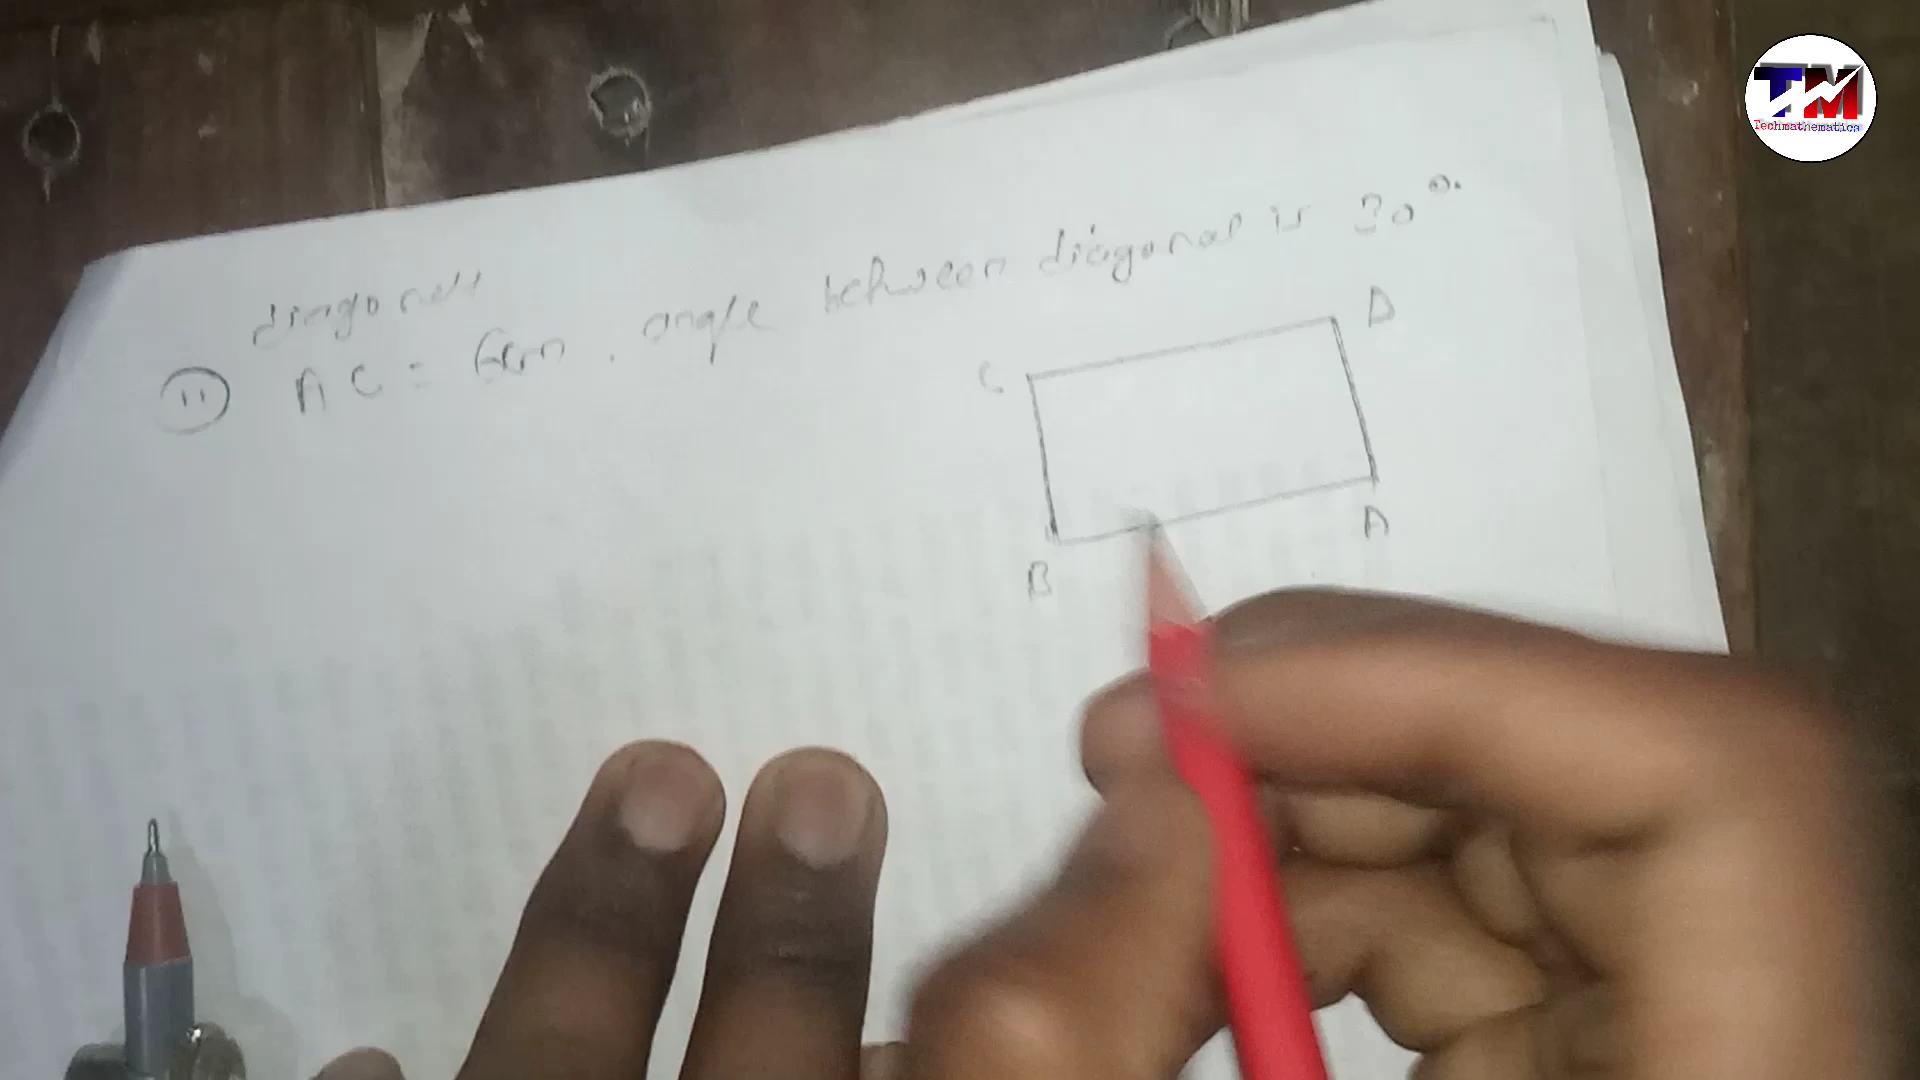 diagonals
(11) AC = 6cm. angle between diagonal is 30°.
D
C
A
B
TM
Techmathematics